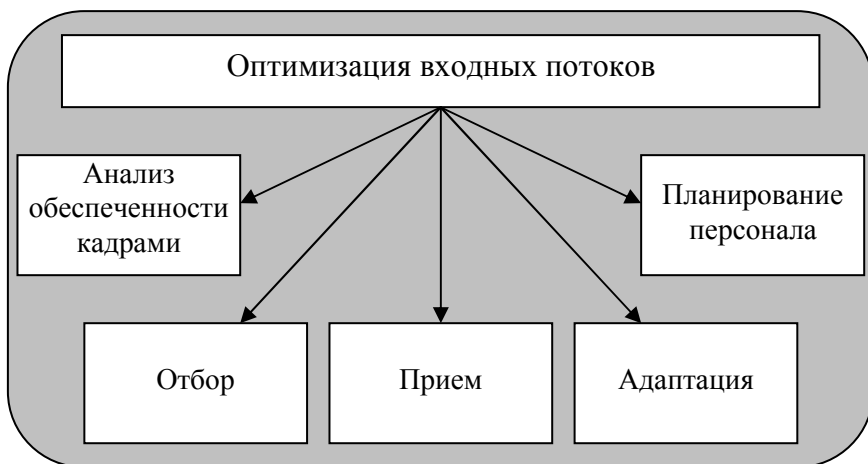 Оптимизация входных потоков
Анализ
обеспеченности
кадрами
Планирование
персонала
Отбор
Прием
Адаптация